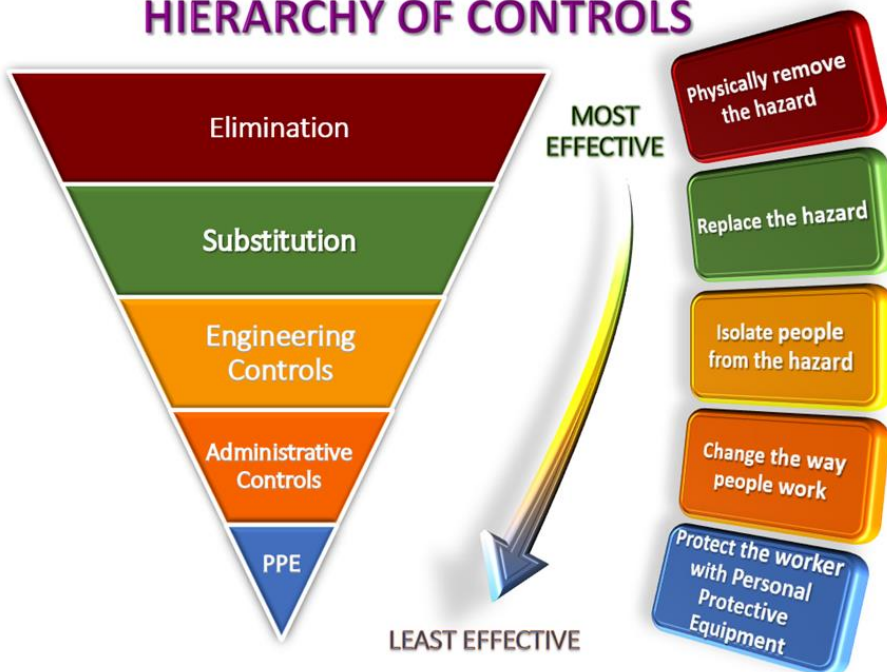 HIERARCHY OF CONTROLS
Elimination
Substitution
Engineering
Controls
Administrative
Controls
PPE
MOST
EFFECTIVE
LEAST EFFECTIVE
Physically remove
the hazard
Replace the hazard
Isolate people
from the hazard
Change the way
people work
Protect the worker
with Personal
Protective
Equipment